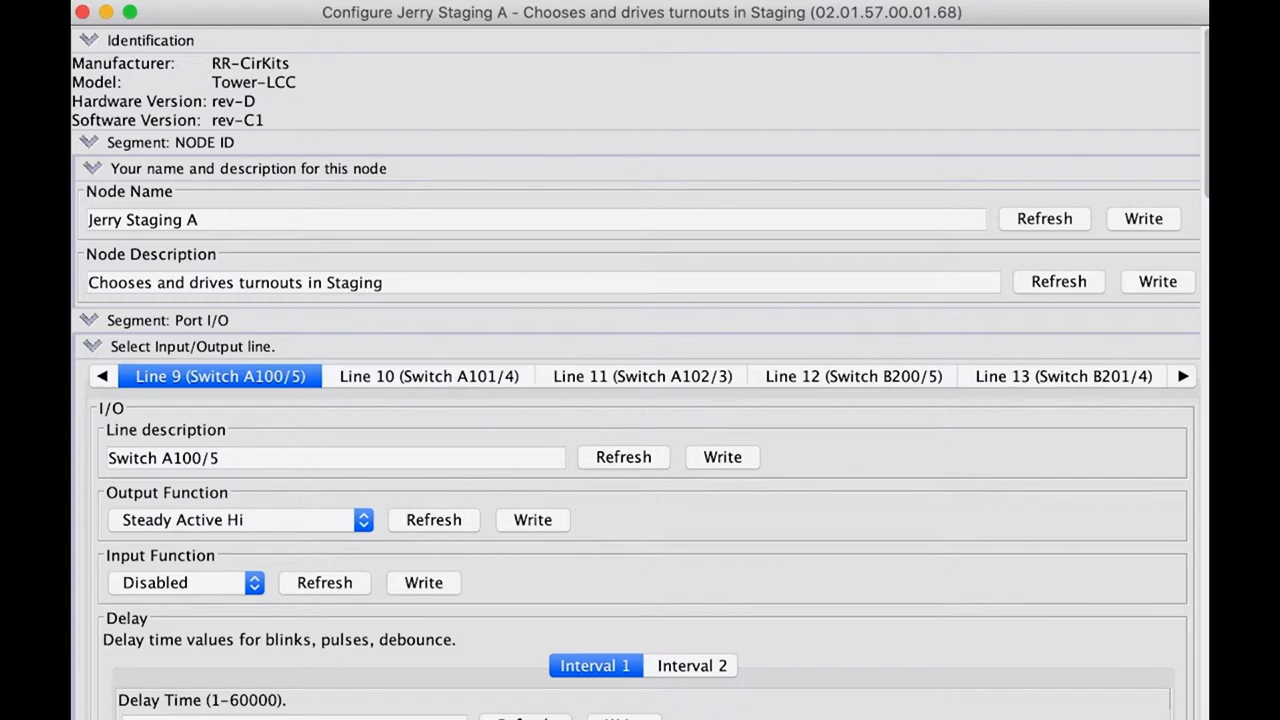 Configure Jerry Staging A - Chooses and drives turnouts in Staging (02.01.57.00.01.68)
Identification
Manufacturer: RR-CirKits
Model: Tower-LCC
Hardware Version: rev-D
Software Version: rev-C1
Segment: NODE ID
Your name and description for this node
Node Name
Jerry Staging A Refresh Write
Node Description
Chooses and drives turnouts in Staging Refresh Write
Segment: Port I/O
Select Input/Output line.
Line 9 (Switch A100/5) Line 10 (Switch A101/4) Line 11 (Switch A102/3) Line 12 (Switch B200/5) Line 13 (Switch B201/4)
I/O
Line description
Switch A100/5 Refresh Write
Output Function
Steady Active Hi Refresh Write
Input Function
Disabled Refresh Write
Delay
Delay time values for blinks, pulses, debounce.
Interval 1 Interval 2
Delay Time (1-60000).